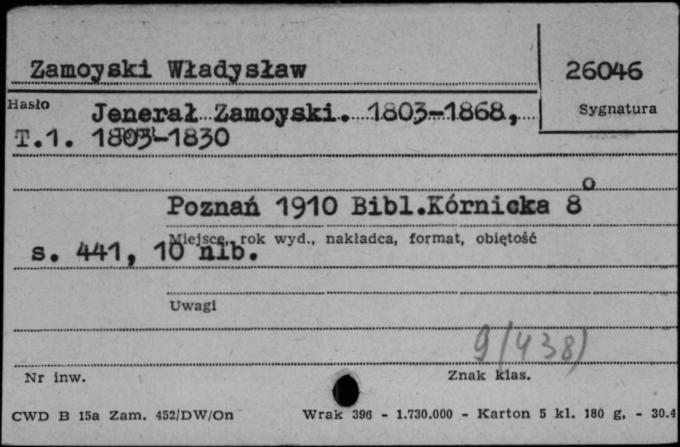 Zamoyski Władysław
26046
Hasło
Sygnatura
Jenerał Zamoyski. 1803-1868,
T.1. 1803-1830
Poznań 1910 Bibl.Kórnicka 8°
Miejsce, rok wyd., nakładca, format, objętość
s. 441, 10 nlb.
Uwagi
9(438)
Nr inw.
Znak klas.
CWD B 15a Zam. 452/DW/On
Wrak 396 - 1.730.000 - Karton 5 kl. 180 g. - 30.4